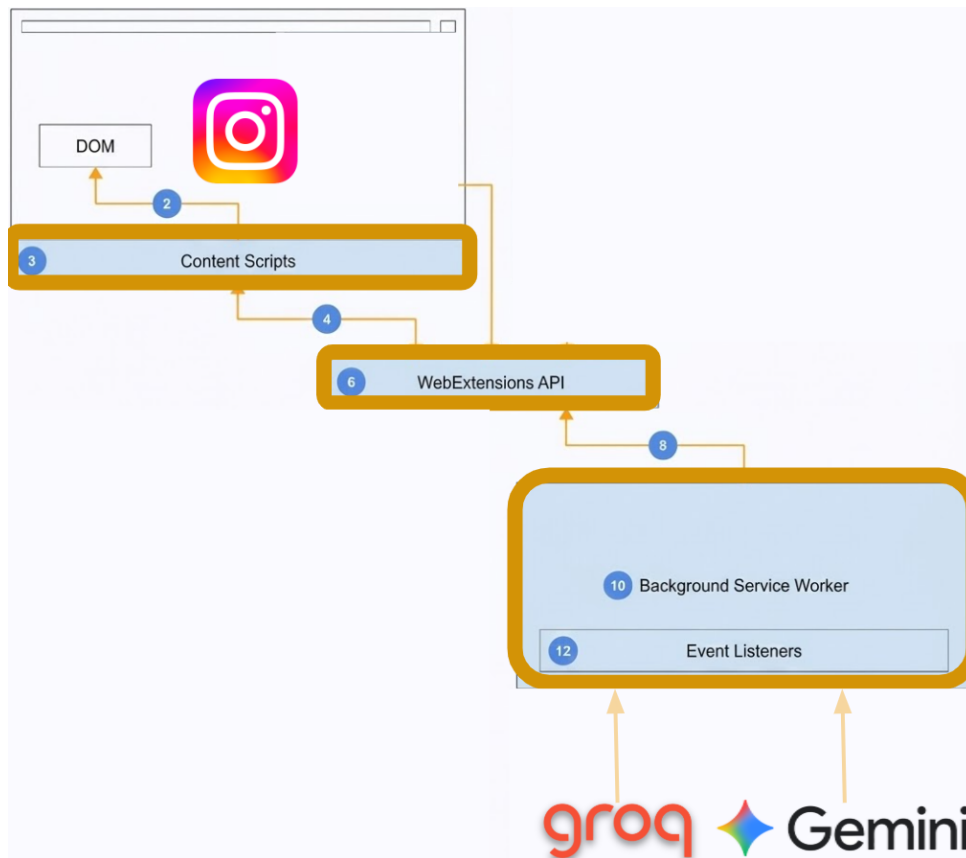 DOM
2
3 Content Scripts
4
6 WebExtensions API
8
10 Background Service Worker
12 Event Listeners
groq Gemini